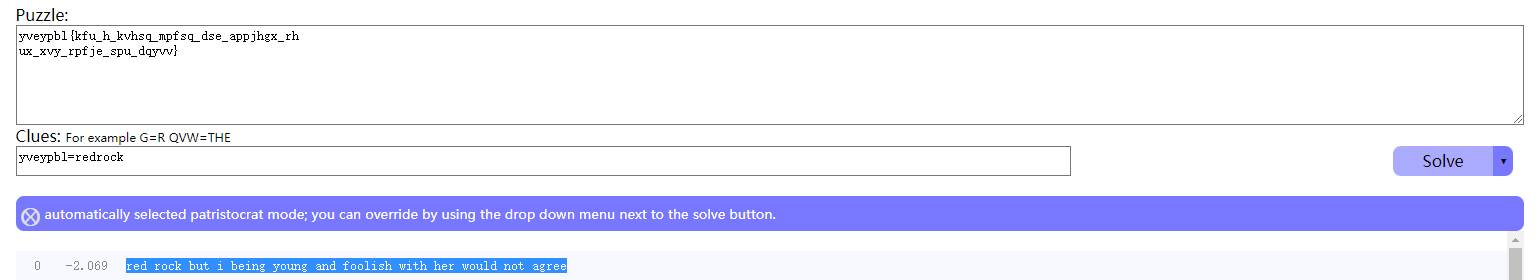 Puzzle:
yveypbl{kfu_h_kvhsq_mpfsq_dse_appjhgx_rh
ux_xvy_rpfje_spu_dqyvv}
Clues: For example G=R QVW=THE
yveypbl=redrock
Solve
automatically selected patristocrat mode; you can override by using the drop down menu next to the solve button.
0 -2.069 red rock but i being young and foolish with her would not agree